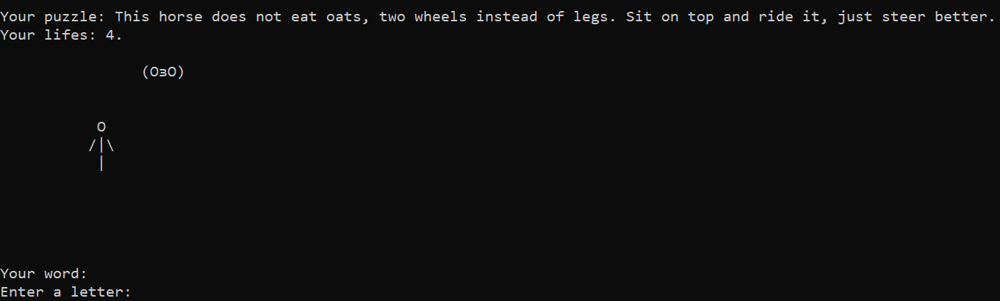 Your puzzle: This horse does not eat oats, two wheels instead of legs. Sit on top and ride it, just steer better.
Your lifes: 4.
(OзO)
O
/|\
|
Your word:
Enter a letter: